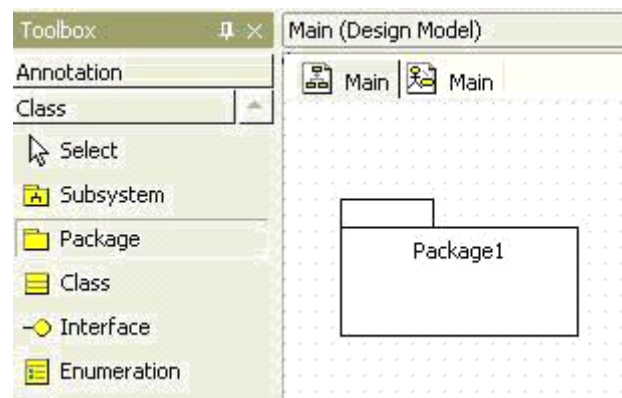 Toolbox
Annotation
Class
Select
Subsystem
Package
Class
Interface
Enumeration
Main (Design Model)
Main Main
Package1